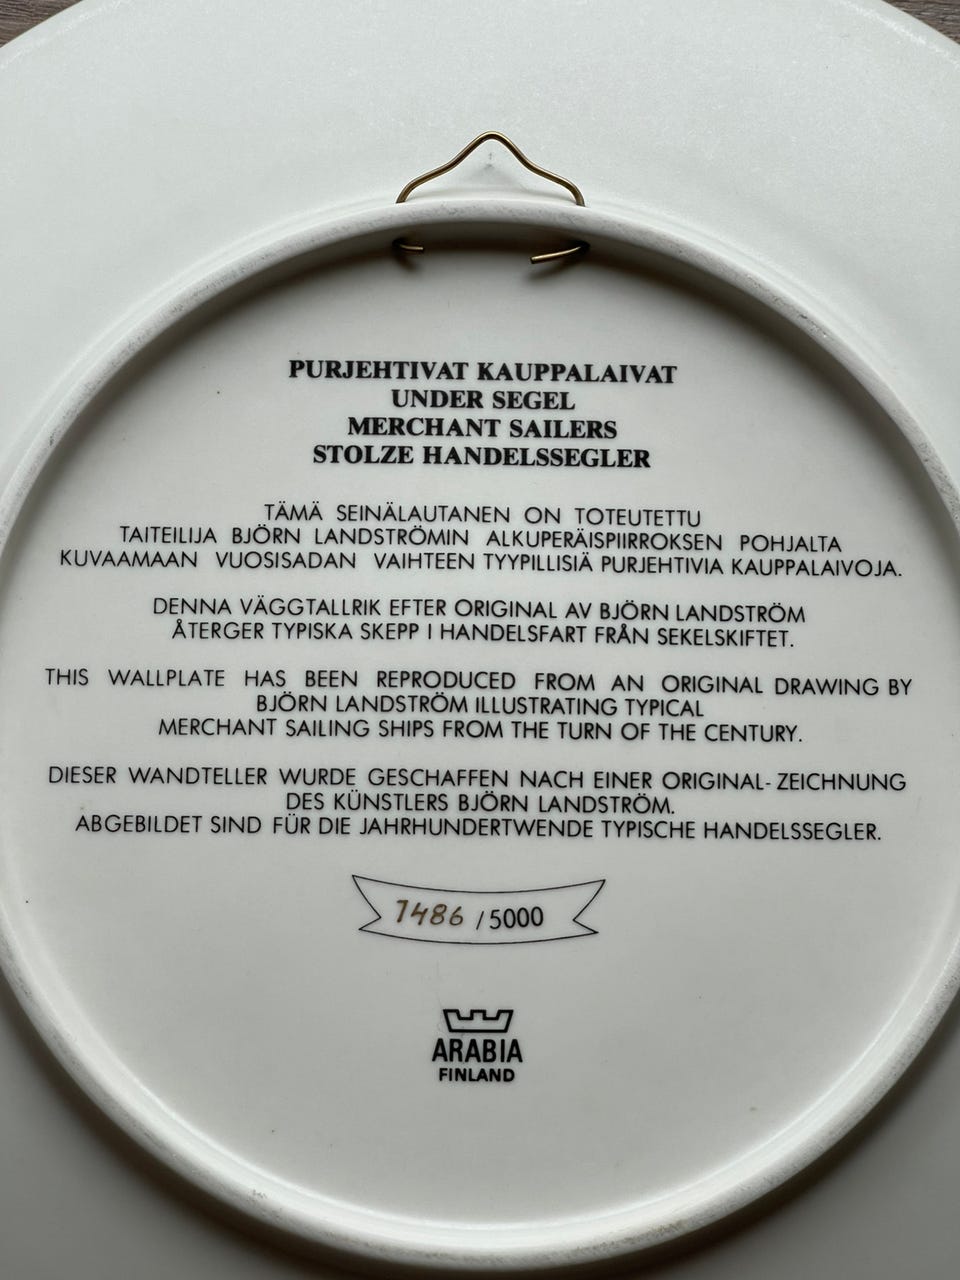 PURJEHTIVAT KAUPPALAIVAT
UNDER SEGEL
MERCHANT SAILERS
STOLZE HANDELSSEGLER
TÄMÄ SEINÄLAUTANEN ON TOTEUTETTU
TAITEILIJA BJÖRN LANDSTRÖMIN ALKUPERÄISPIIRROKSEN POHJALTA
KUVAAMAAN VUOSISADAN VAIHTEEN TYYPILLISIÄ PURJEHTIVIA KAUPPALAIVOJA.
DENNA VÄGGTALLRIK EFTER ORIGINAL AV BJÖRN LANDSTRÖM
ÅTERGER TYPISKA SKEPP I HANDELSFART FRÅN SEKELSKIFTET.
THIS WALLPLATE HAS BEEN REPRODUCED FROM AN ORIGINAL DRAWING BY
BJÖRN LANDSTRÖM ILLUSTRATING TYPICAL
MERCHANT SAILING SHIPS FROM THE TURN OF THE CENTURY.
DIESER WANDTELLER WURDE GESCHAFFEN NACH EINER ORIGINAL-ZEICHNUNG
DES KÜNSTLERS BJÖRN LANDSTRÖM.
ABGEBILDET SIND FÜR DIE JAHRHUNDERTWENDE TYPISCHE HANDELSSEGLER.
1486 / 5000
ARABIA
FINLAND